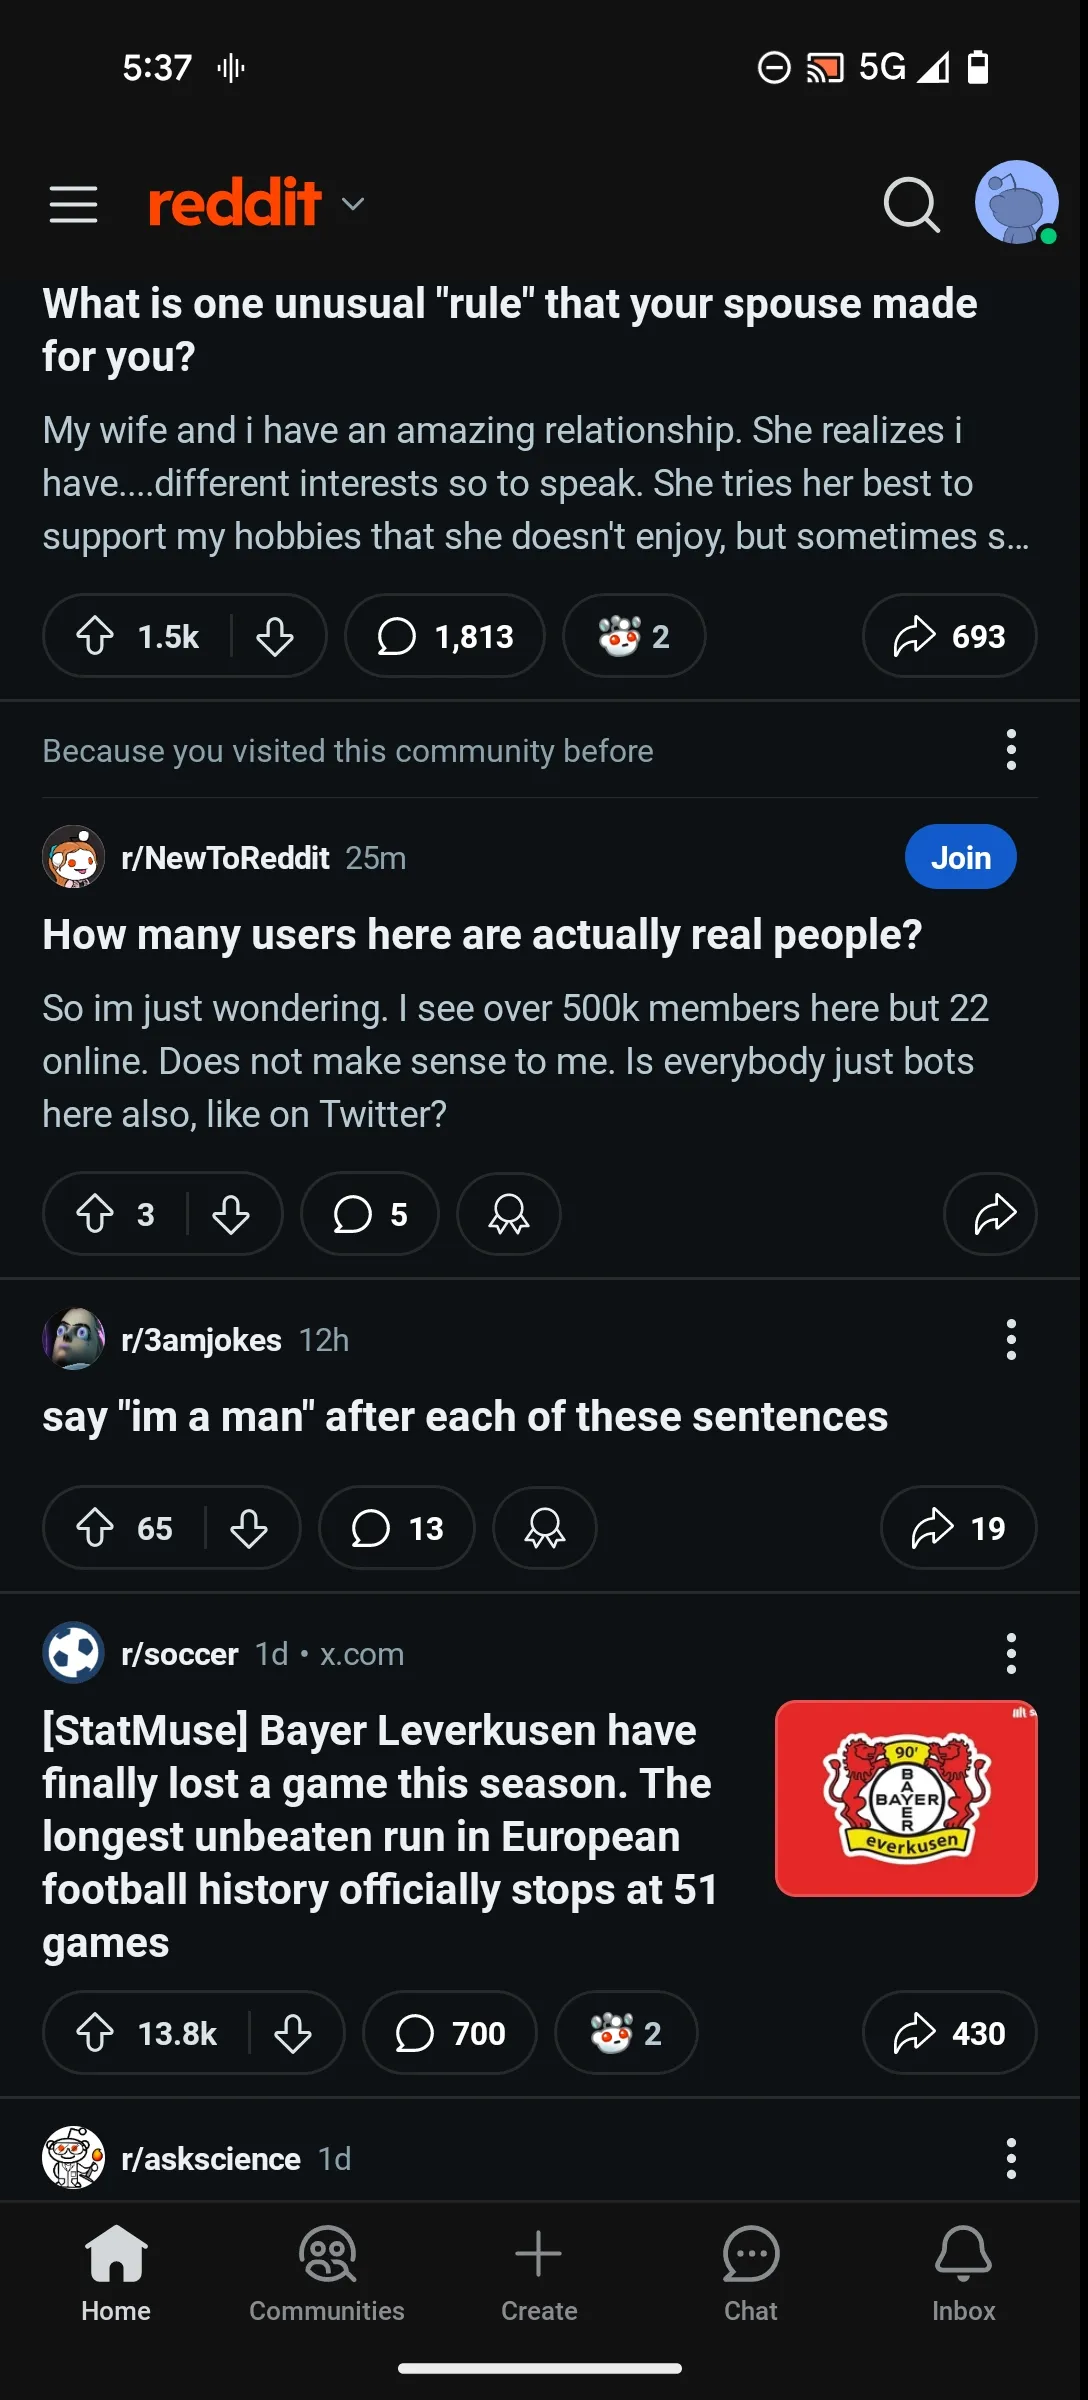 5:37 5G
reddit
What is one unusual "rule" that your spouse made
for you?
My wife and i have an amazing relationship. She realizes i
have....different interests so to speak. She tries her best to
support my hobbies that she doesn't enjoy, but sometimes s...
1.5k 1,813 2 693
Because you visited this community before
r/NewToReddit 25m Join
How many users here are actually real people?
So im just wondering. I see over 500k members here but 22
online. Does not make sense to me. Is everybody just bots
here also, like on Twitter?
3 5
r/3amjokes 12h
say "im a man" after each of these sentences
65 13 19
r/soccer 1d • x.com
[StatMuse] Bayer Leverkusen have
finally lost a game this season. The
longest unbeaten run in European
football history officially stops at 51
games
90'
BAYER
BAYER
everkusen
13.8k 700 2 430
r/askscience 1d
Home Communities Create Chat Inbox